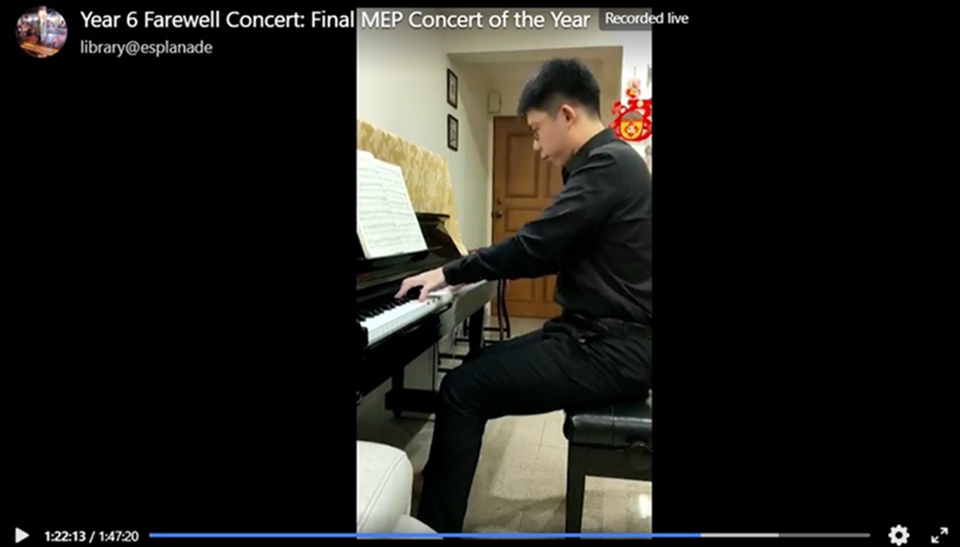 Year 6 Farewell Concert: Final MEP Concert of the Year
Recorded live
library@esplanade
1:22:13 / 1:47:20